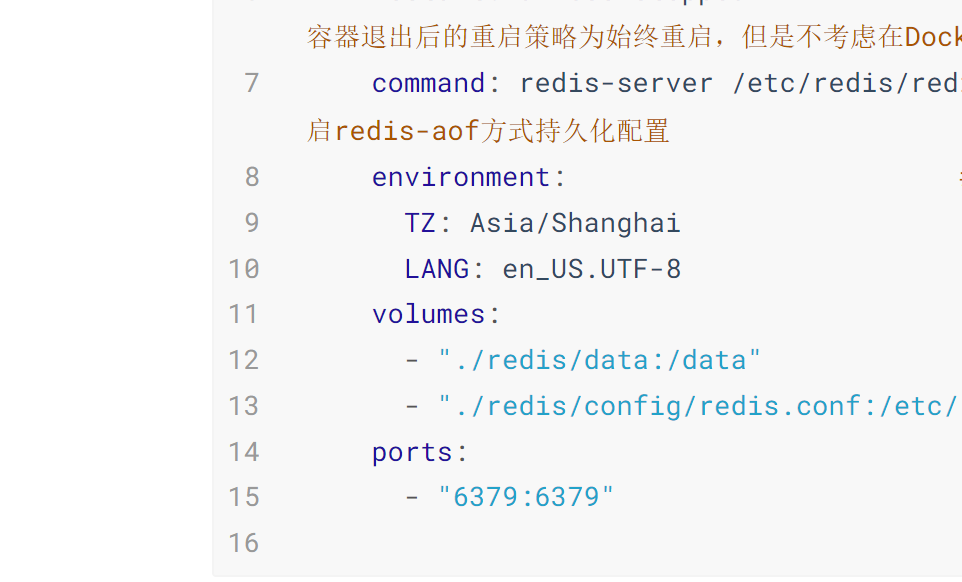 容器退出后的重启策略为始终重启，但是不考虑在Dock
7 command: redis-server /etc/redis/red
启redis-aof方式持久化配置
8 environment:
9 TZ: Asia/Shanghai
10 LANG: en_US.UTF-8
11 volumes:
12 - "./redis/data:/data"
13 - "./redis/config/redis.conf:/etc/
14 ports:
15 - "6379:6379"
16